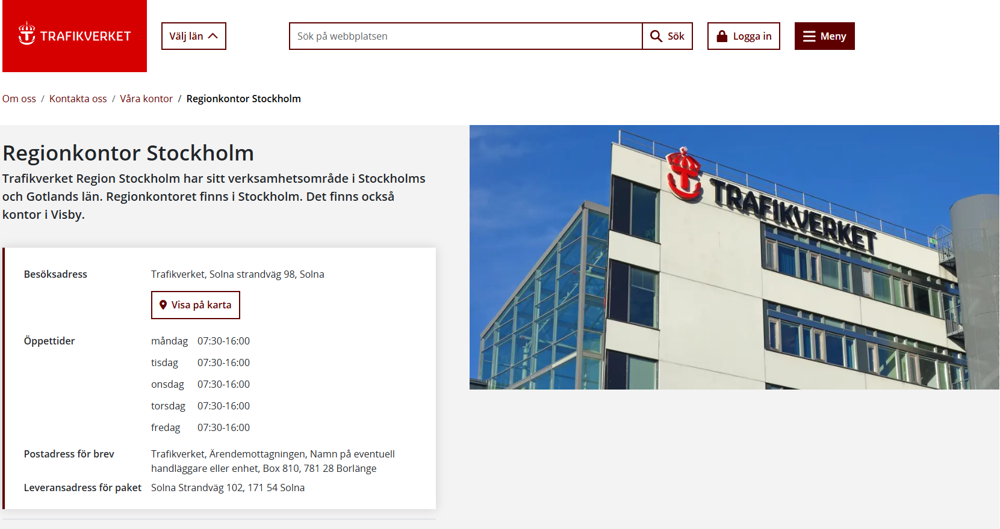 TRAFIKVERKET
Välj län
Sök på webbplatsen
Sök
Logga in
Meny
Om oss / Kontakta oss / Våra kontor / Regionkontor Stockholm
Regionkontor Stockholm
Trafikverket Region Stockholm har sitt verksamhetsområde i Stockholms
och Gotlands län. Regionkontoret finns i Stockholm. Det finns också
kontor i Visby.
TRAFIKVERKET
Besöksadress
Trafikverket, Solna strandväg 98, Solna
Visa på karta
Öppettider
måndag 07:30-16:00
tisdag 07:30-16:00
onsdag 07:30-16:00
torsdag 07:30-16:00
fredag 07:30-16:00
Postadress för brev
Trafikverket, Ärendemottagningen, Namn på eventuell
handläggare eller enhet, Box 810, 781 28 Borlänge
Leveransadress för paket
Solna Strandväg 102, 171 54 Solna